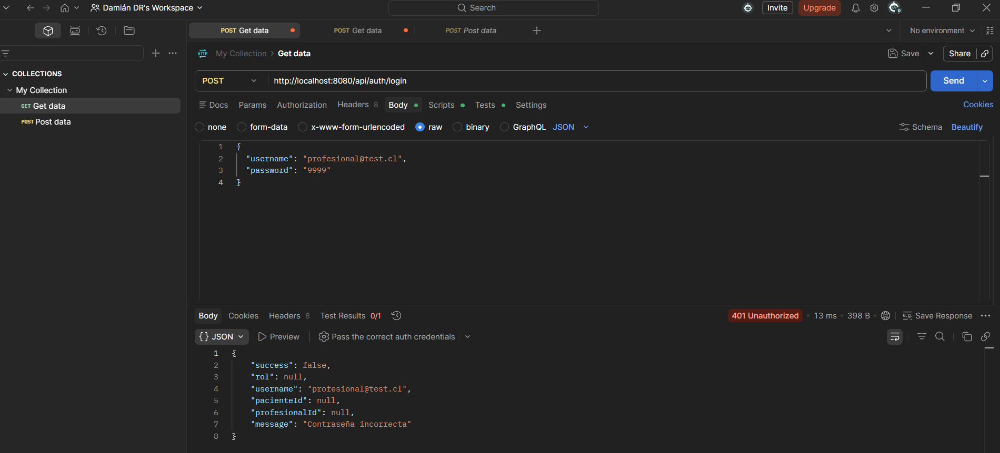 Damián DR's Workspace
Search
Invite
Upgrade
POST Get data
POST Get data
POST Post data
No environment
HTTP My Collection > Get data
Save
Share
COLLECTIONS
My Collection
GET Get data
POST Post data
POST
http://localhost:8080/api/auth/login
Send
Docs
Params
Authorization
Headers 8
Body
Scripts
Tests
Settings
Cookies
none
form-data
x-www-form-urlencoded
raw
binary
GraphQL
JSON
Schema
Beautify
1 {
2 "username": "profesional@test.cl",
3 "password": "9999"
4 }
Body
Cookies
Headers 8
Test Results 0/1
401 Unauthorized
13 ms
398 B
e.g. Save Response
{} JSON
Preview
Pass the correct auth credentials
1 {
2 "success": false,
3 "rol": null,
4 "username": "profesional@test.cl",
5 "pacienteId": null,
6 "profesionalId": null,
7 "message": "Contraseña incorrecta"
8 }